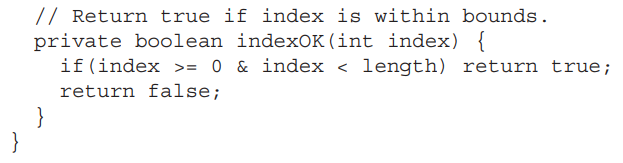 // Return true if index is within bounds.
private boolean indexOK(int index) {
if(index >= 0 & index < length) return true;
return false;
}
}